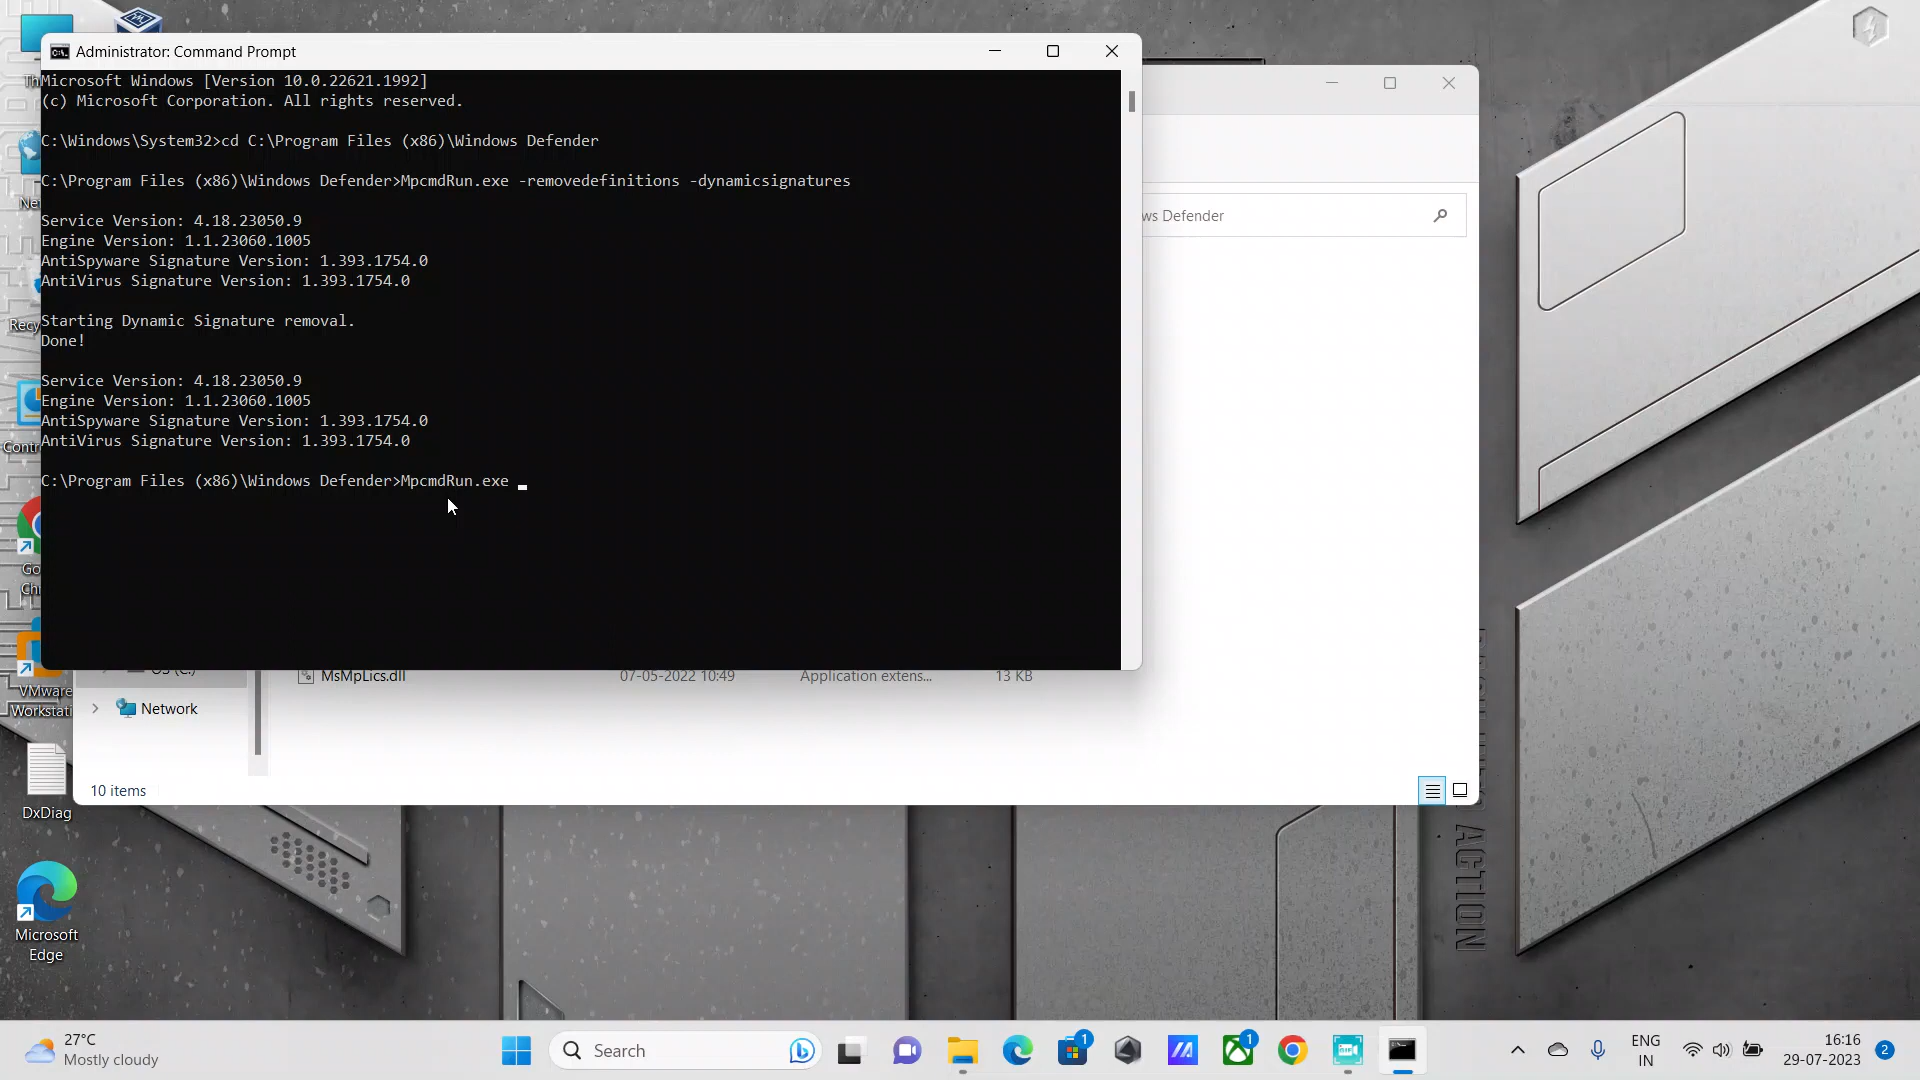 Administrator: Command Prompt
Microsoft Windows [Version 10.0.22621.1992]
(c) Microsoft Corporation. All rights reserved.
C:\Windows\System32>cd C:\Program Files (x86)\Windows Defender
C:\Program Files (x86)\Windows Defender>MpcmdRun.exe -removedefinitions -dynamicsignatures
Service Version: 4.18.23050.9
Engine Version: 1.1.23060.1005
AntiSpyware Signature Version: 1.393.1754.0
AntiVirus Signature Version: 1.393.1754.0
Starting Dynamic Signature removal.
Done!
Service Version: 4.18.23050.9
Engine Version: 1.1.23060.1005
AntiSpyware Signature Version: 1.393.1754.0
AntiVirus Signature Version: 1.393.1754.0
C:\Program Files (x86)\Windows Defender>MpcmdRun.exe
ws Defender
MsMpLics.dll 07-05-2022 10:49 Application extens... 13 KB
Network
10 items
VMware
Workstati
DxDiag
Microsoft
Edge
27°C
Mostly cloudy
Search
1
1
ENG
IN
16:16
29-07-2023
2